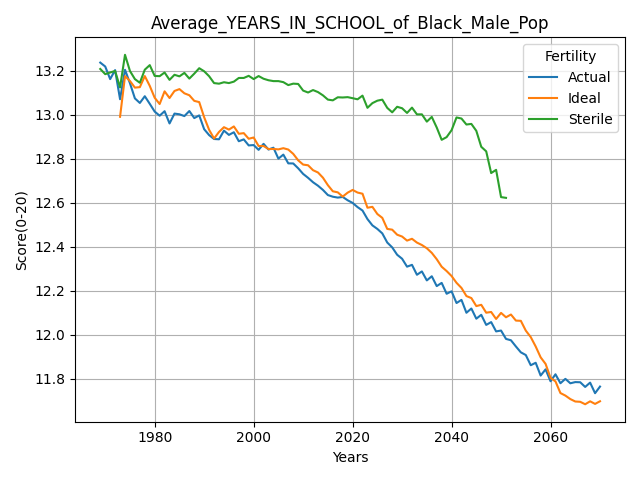 Average_YEARS_IN_SCHOOL_of_Black_Male_Pop
Score(0-20)
13.2
13.0
12.8
12.6
12.4
12.2
12.0
11.8
Fertility
Actual
Ideal
Sterile
1980
2000
2020
2040
2060
Years